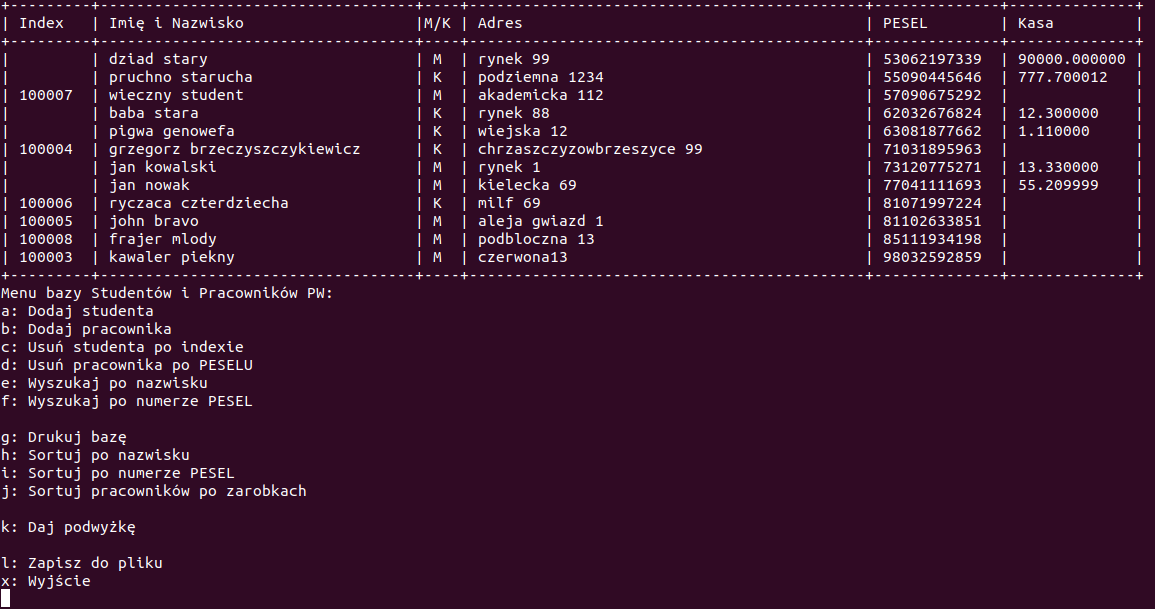 +---------+-----------------------------------+----+--------------------------------------------+--------------+--------------+
| Index   | Imię i Nazwisko                   |M/K | Adres                                      | PESEL        | Kasa         |
+---------+-----------------------------------+----+--------------------------------------------+--------------+--------------+
|         | dziad stary                       | M  | rynek 99                                   | 53062197339  | 90000.000000 |
|         | pruchno starucha                  | K  | podziemna 1234                             | 55090445646  | 777.700012   |
| 100007  | wieczny student                   | M  | akademicka 112                             | 57090675292  |              |
|         | baba stara                        | K  | rynek 88                                   | 62032676824  | 12.300000    |
|         | pigwa genowefa                    | K  | wiejska 12                                 | 63081877662  | 1.110000     |
| 100004  | grzegorz brzeczyszczykiewicz      | K  | chrzaszczyzowbrzeszyce 99                  | 71031895963  |              |
|         | jan kowalski                      | M  | rynek 1                                    | 73120775271  | 13.330000    |
|         | jan nowak                         | M  | kielecka 69                                | 77041111693  | 55.209999    |
| 100006  | ryczaca czterdziecha              | K  | milf 69                                    | 81071997224  |              |
| 100005  | john bravo                        | M  | aleja gwiazd 1                             | 81102633851  |              |
| 100008  | frajer mlody                      | M  | podbloczna 13                              | 85111934198  |              |
| 100003  | kawaler piekny                    | M  | czerwona13                                 | 98032592859  |              |
+---------+-----------------------------------+----+--------------------------------------------+--------------+--------------+
Menu bazy Studentów i Pracowników PW:
a: Dodaj studenta
b: Dodaj pracownika
c: Usuń studenta po indexie
d: Usuń pracownika po PESELU
e: Wyszukaj po nazwisku
f: Wyszukaj po numerze PESEL
g: Drukuj bazę
h: Sortuj po nazwisku
i: Sortuj po numerze PESEL
j: Sortuj pracowników po zarobkach
k: Daj podwyżkę
l: Zapisz do pliku
x: Wyjście